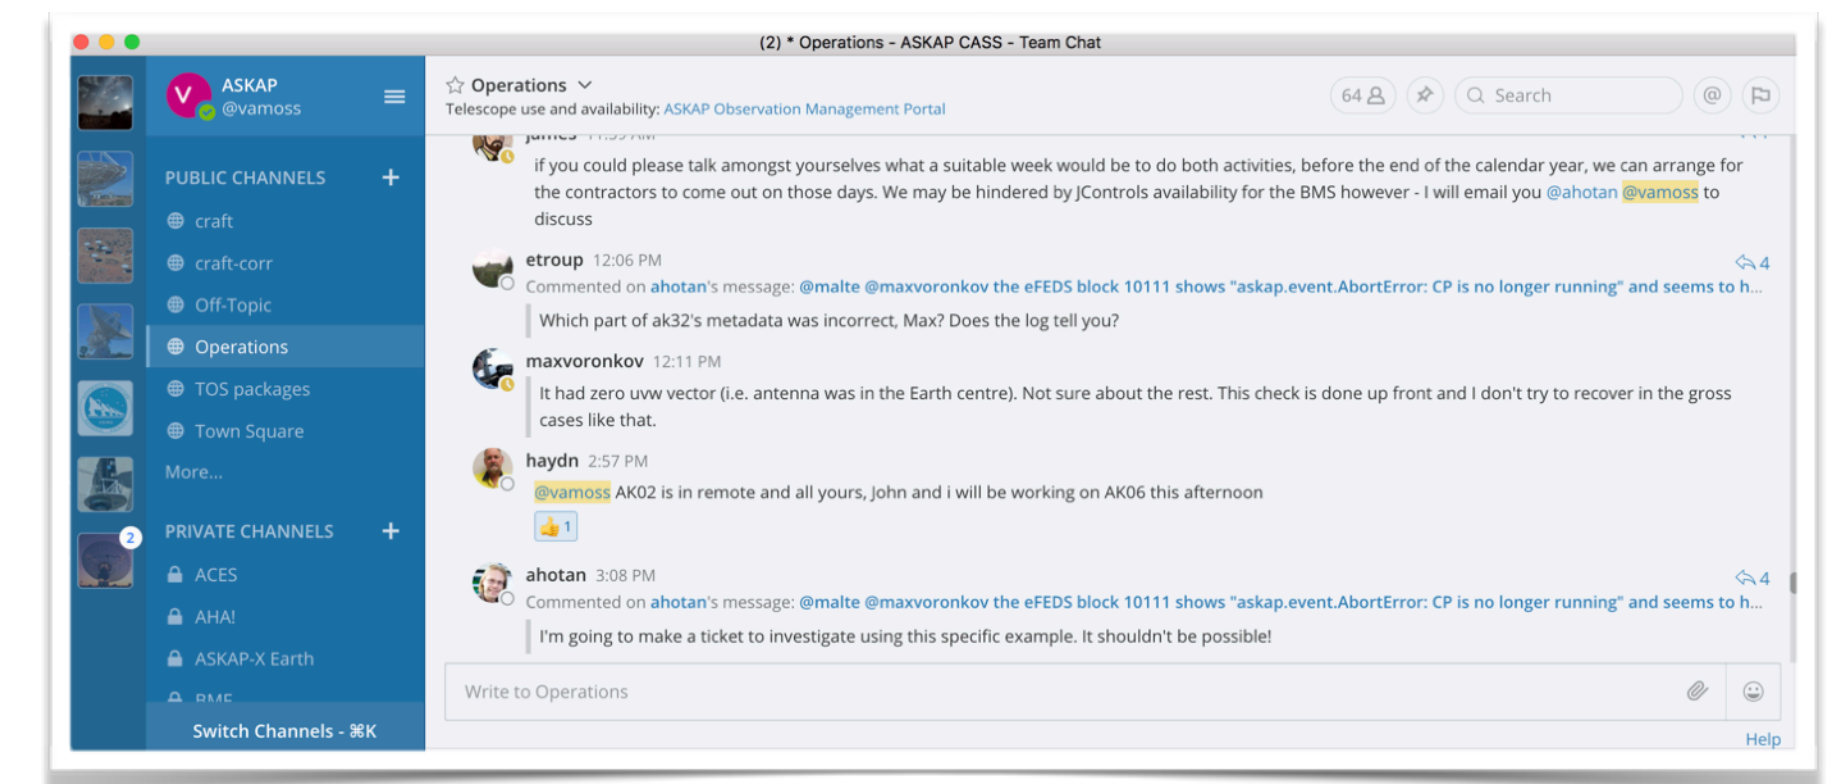 (2) * Operations - ASKAP CASS - Team Chat
V
ASKAP
@vamoss
Operations
Telescope use and availability: ASKAP Observation Management Portal
64
Search
@
PUBLIC CHANNELS +
craft
craft-corr
Off-Topic
Operations
TOS packages
Town Square
More...
2
PRIVATE CHANNELS +
ACES
AHA!
ASKAP-X Earth
BMF
Switch Channels - ⌘K
james 11:59 AM
if you could please talk amongst yourselves what a suitable week would be to do both activities, before the end of the calendar year, we can arrange for
the contractors to come out on those days. We may be hindered by JControls availability for the BMS however - I will email you @ahotan @vamoss to
discuss
etroup 12:06 PM
4
Commented on ahotan's message: @malte @maxvoronkov the eFEDS block 10111 shows "askap.event.AbortError: CP is no longer running" and seems to h...
Which part of ak32's metadata was incorrect, Max? Does the log tell you?
maxvoronkov 12:11 PM
It had zero uvw vector (i.e. antenna was in the Earth centre). Not sure about the rest. This check is done up front and I don't try to recover in the gross
cases like that.
haydn 2:57 PM
@vamoss AK02 is in remote and all yours, John and i will be working on AK06 this afternoon
👍 1
ahotan 3:08 PM
4
Commented on ahotan's message: @malte @maxvoronkov the eFEDS block 10111 shows "askap.event.AbortError: CP is no longer running" and seems to h...
I'm going to make a ticket to investigate using this specific example. It shouldn't be possible!
Write to Operations
Help